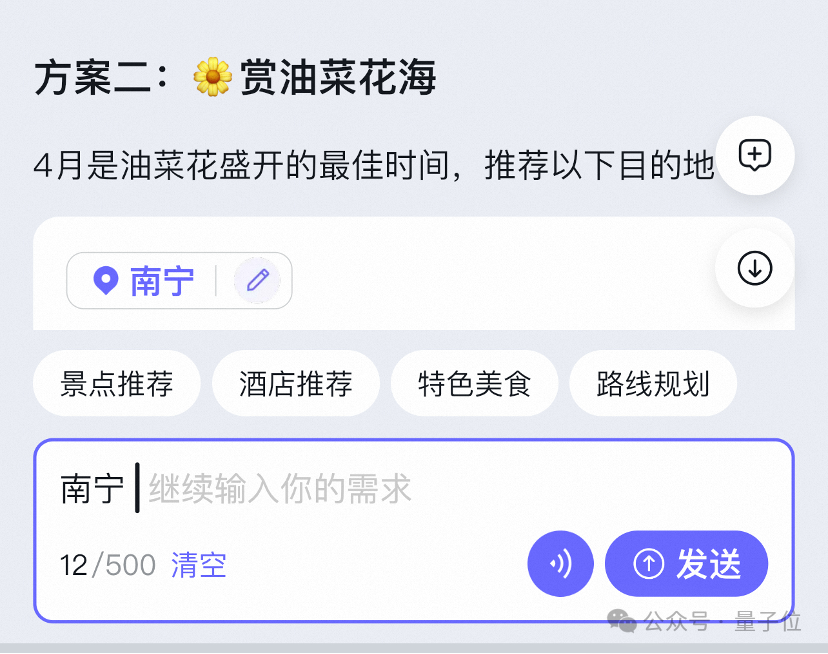 方案二：🌼赏油菜花海
4月是油菜花盛开的最佳时间，推荐以下目的地
南宁
景点推荐 酒店推荐 特色美食 路线规划
南宁 继续输入你的需求
12/500 清空 发送
公众号·量子位